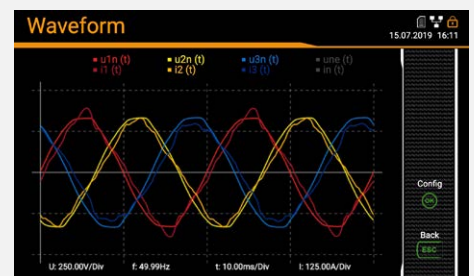 Waveform
15.07.2019 16:11
u1n (t) u2n (t) u3n (t) une (t)
i1 (t) i2 (t) i3 (t) in (t)
Config
OK
Back
ESC
U: 250.00V/Div f: 49.99Hz t: 10.00ms/Div I: 125.00A/Div